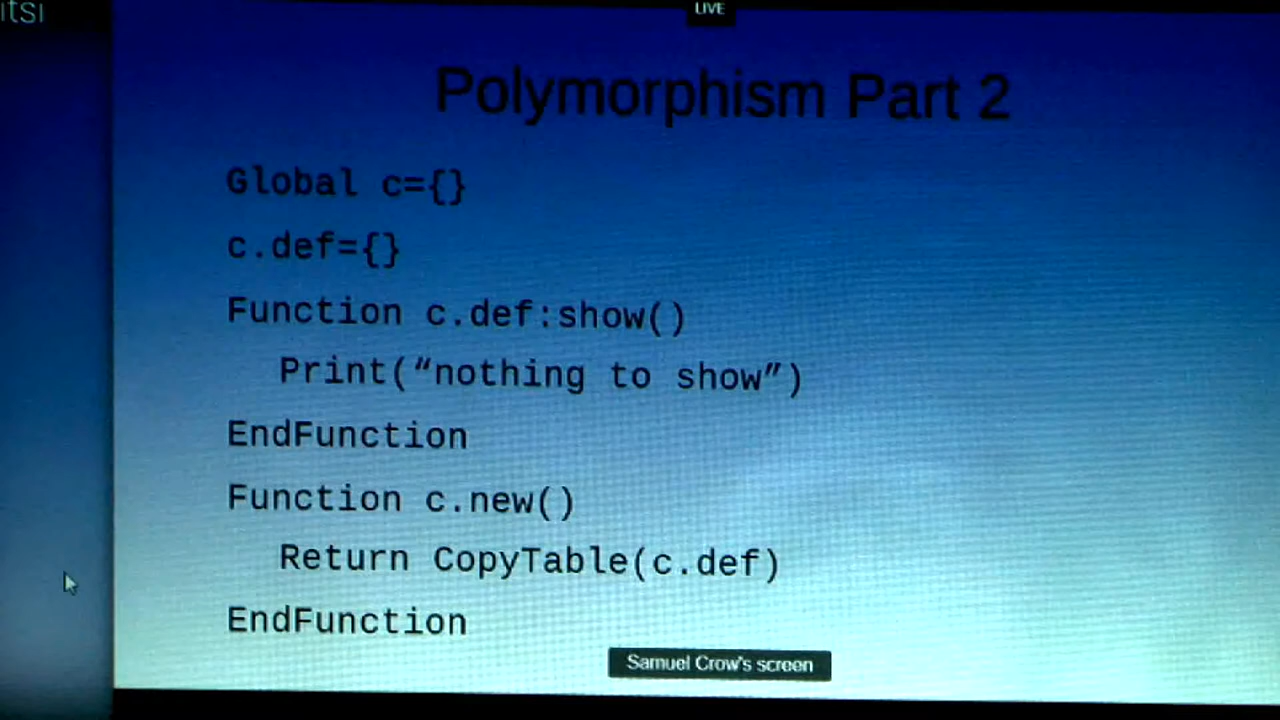 itsi
LIVE
Polymorphism Part 2
Global c={}
c.def={}
Function c.def:show()
Print(“nothing to show”)
EndFunction
Function c.new()
Return CopyTable(c.def)
EndFunction
Samuel Crow's screen